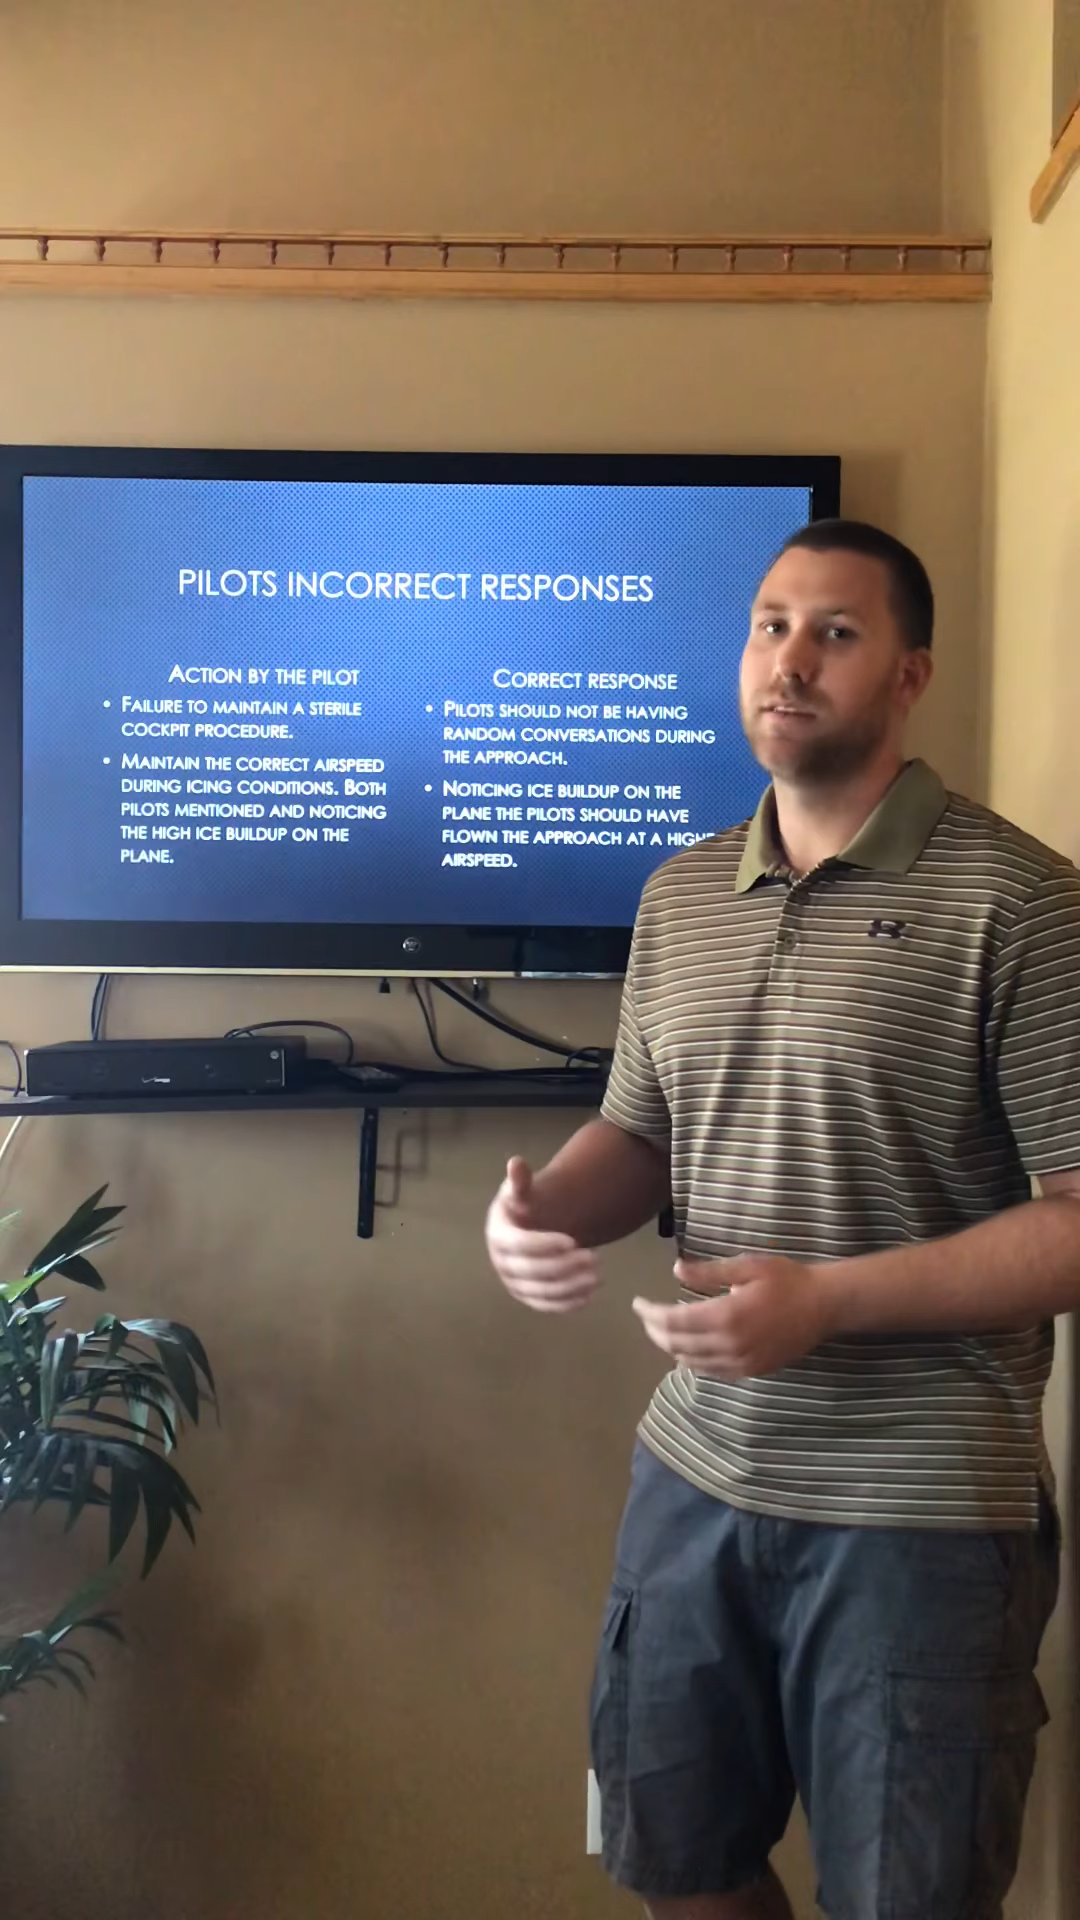 PILOTS INCORRECT RESPONSES
ACTION BY THE PILOT
• FAILURE TO MAINTAIN A STERILE
COCKPIT PROCEDURE.
• MAINTAIN THE CORRECT AIRSPEED
DURING ICING CONDITIONS. BOTH
PILOTS MENTIONED AND NOTICING
THE HIGH ICE BUILDUP ON THE
PLANE.
CORRECT RESPONSE
• PILOTS SHOULD NOT BE HAVING
RANDOM CONVERSATIONS DURING
THE APPROACH.
• NOTICING ICE BUILDUP ON THE
PLANE THE PILOTS SHOULD HAVE
FLOWN THE APPROACH AT A
AIRSPEED.